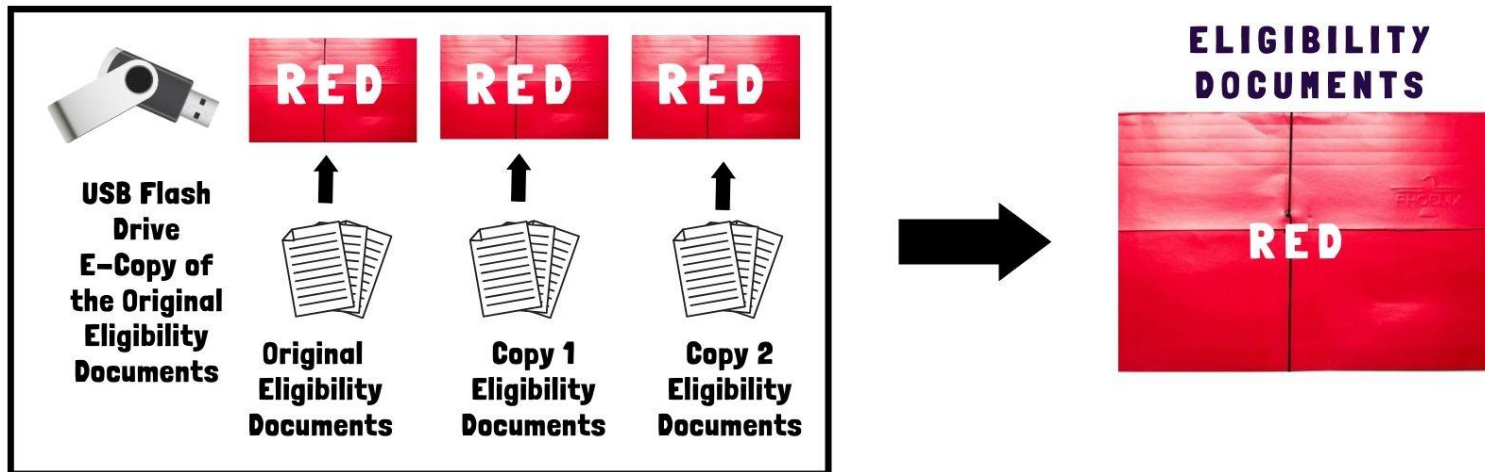 RED
RED
RED
USB Flash
Drive
E-Copy of
the Original
Eligibility
Documents
Original
Eligibility
Documents
Copy 1
Eligibility
Documents
Copy 2
Eligibility
Documents
ELIGIBILITY
DOCUMENTS
PHOENIX
RED